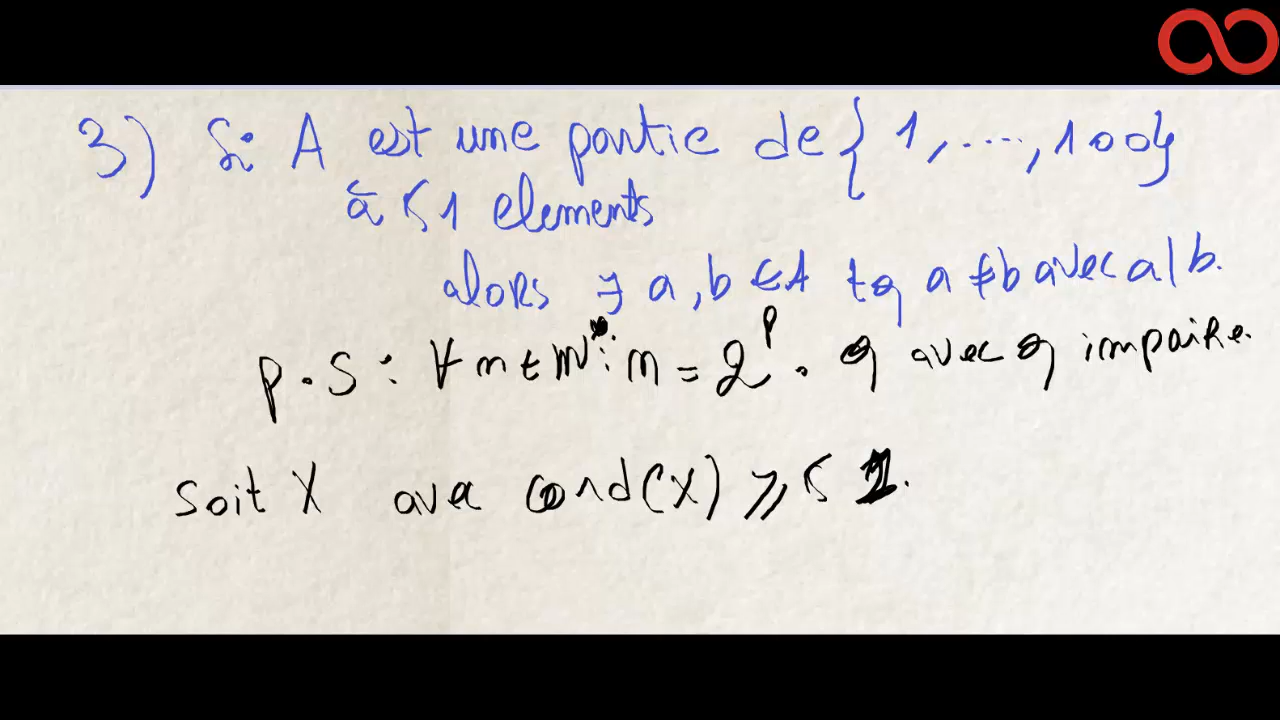 3) Si A est une partie de {1,....,100}
à 51 elements
alors ∃ a,b ∈ A tq a ≠ b avec a|b.
p.s : ∀ n ∈ ℕ* : n = 2^p . q avec q impaire.
soit X avec card(X) ⩾ 51.